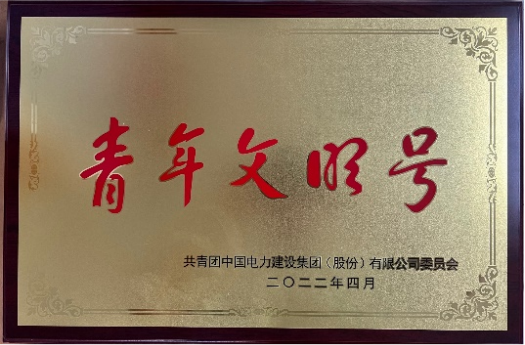 青年文明号
共青团中国电力建设集团（股份）有限公司委员会
二〇二二年四月